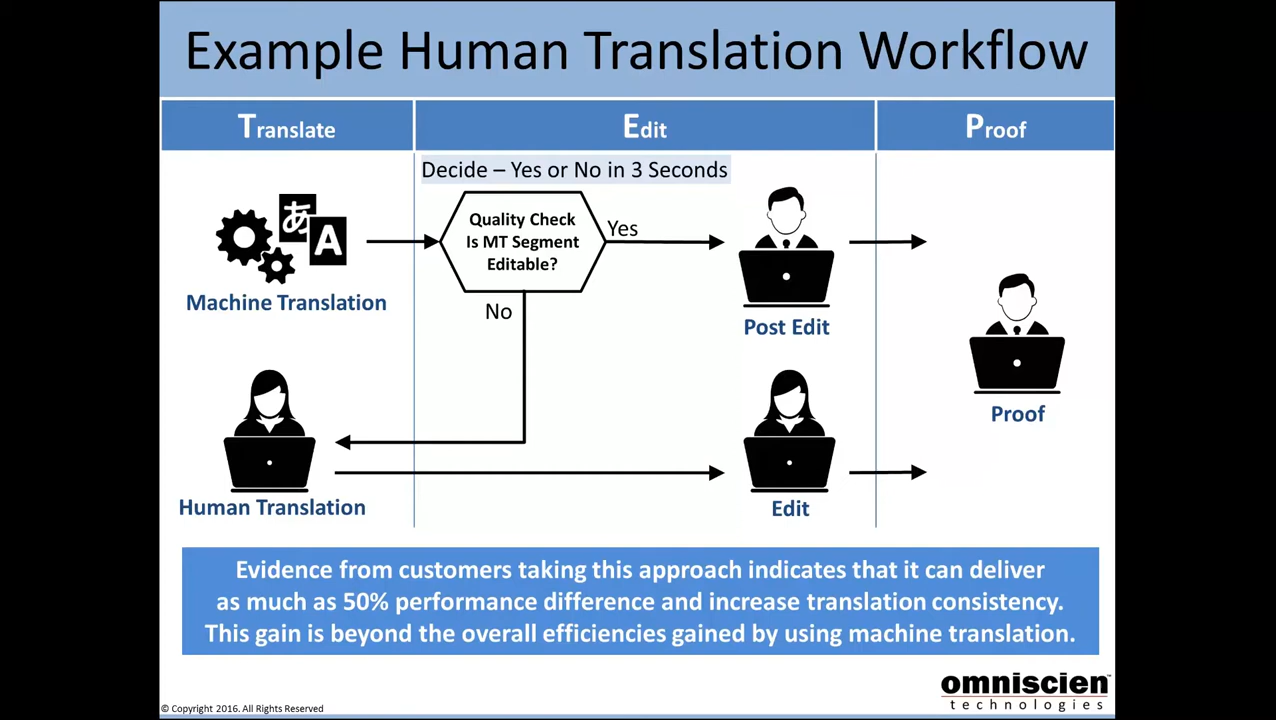 Example Human Translation Workflow
Translate
Edit
Proof
Decide – Yes or No in 3 Seconds
あ
A
Quality Check
Is MT Segment
Editable?
Yes
No
Machine Translation
Post Edit
Proof
Human Translation
Edit
Evidence from customers taking this approach indicates that it can deliver
as much as 50% performance difference and increase translation consistency.
This gain is beyond the overall efficiencies gained by using machine translation.
omniscien™
technologies
© Copyright 2016. All Rights Reserved